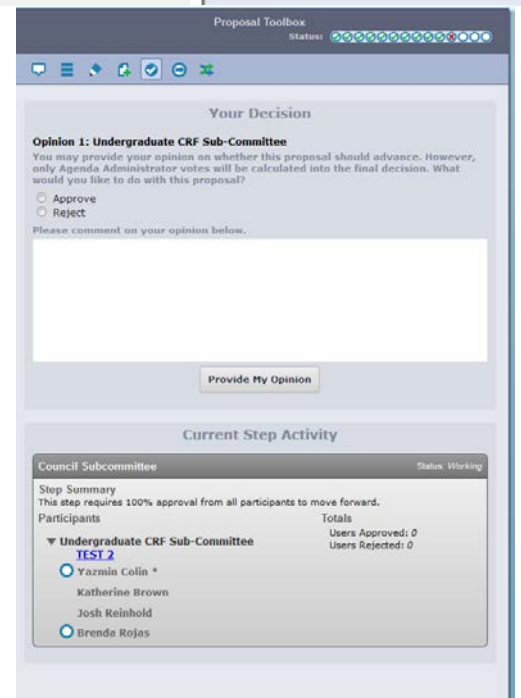 Proposal Toolbox
Status:
Your Decision
Opinion 1: Undergraduate CRF Sub-Committee
You may provide your opinion on whether this proposal should advance. However,
only Agenda Administrator votes will be calculated into the final decision. What
would you like to do with this proposal?
Approve
Reject
Please comment on your opinion below.
Provide My Opinion
Current Step Activity
Council Subcommittee Status: Working
Step Summary
This step requires 100% approval from all participants to move forward.
Participants Totals
Users Approved: 0
Undergraduate CRF Sub-Committee Users Rejected: 0
TEST 2
Yazmin Colin *
Katherine Brown
Josh Reinhold
Brenda Rojas